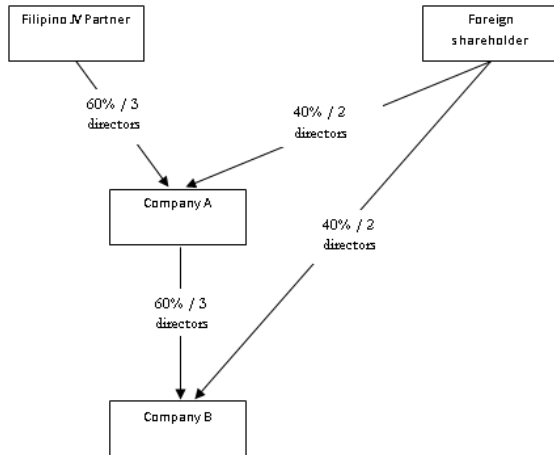 Filipino JV Partner
Foreign
shareholder
60% / 3
directors
40% / 2
directors
Company A
40% / 2
directors
60% / 3
directors
Company B